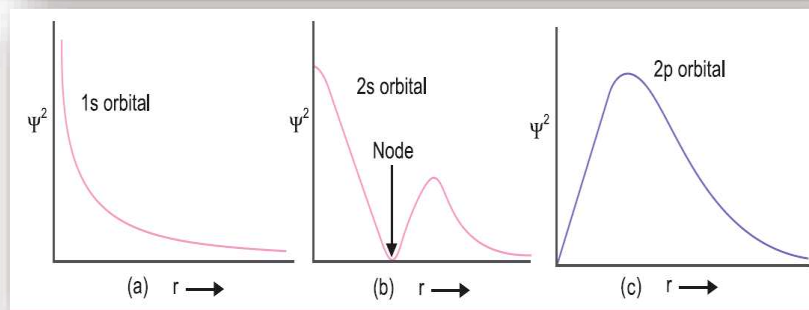 Ψ²
1s orbital
(a) r →
Ψ²
2s orbital
Node
(b) r →
Ψ²
2p orbital
(c) r →